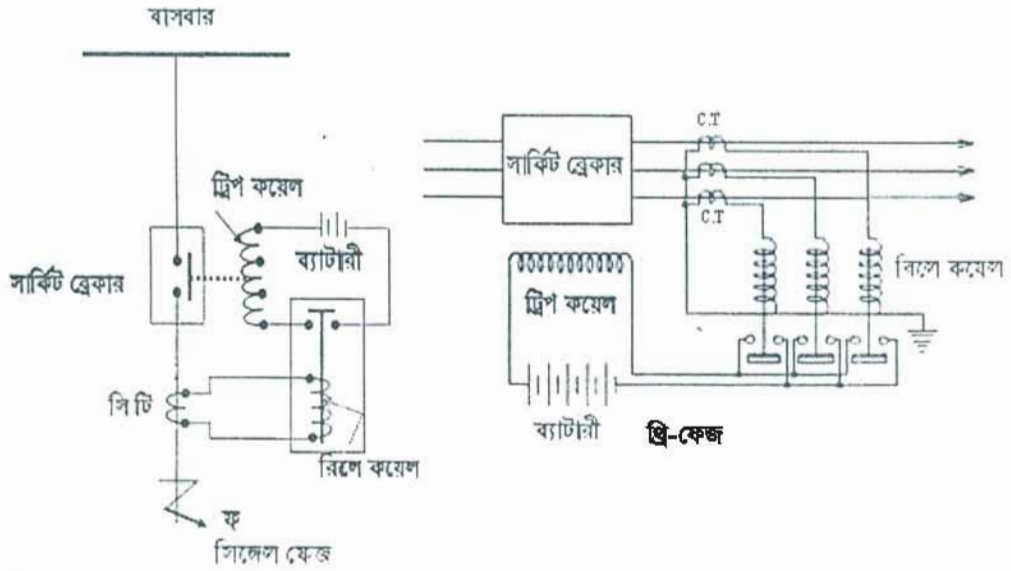 বাসবার
ট্রিপ কয়েল
ব্যাটারী
সার্কিট ব্রেকার
সি টি
রিলে কয়েল
ফ্
সিঙ্গেল ফেজ
C.T
সার্কিট ব্রেকার
C.T
রিলে কয়েল
ট্রিপ কয়েল
ব্যাটারী
থ্রি-ফেজ